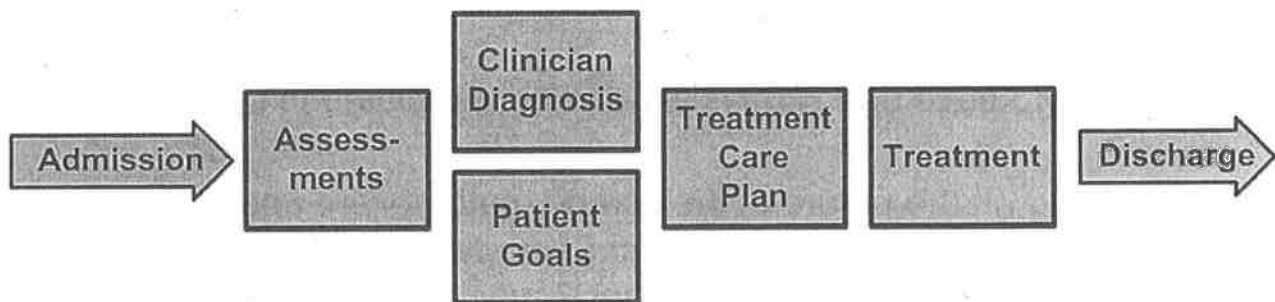 Admission
Assess-
ments
Clinician
Diagnosis
Patient
Goals
Treatment
Care
Plan
Treatment
Discharge